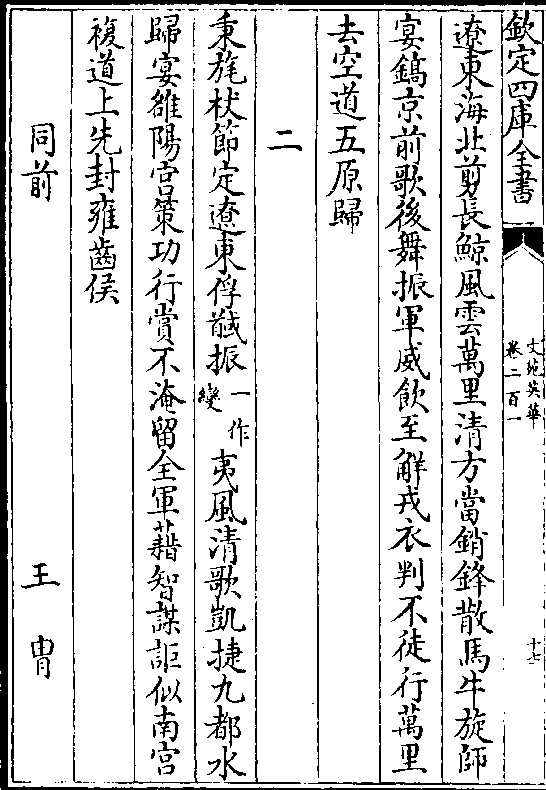 欽定四庫全書
文苑英華
卷二百一
十七
遼東海北剪長鯨風雲萬里清方當銷鋒散馬牛旋師
宴鎬京前歌後舞振軍威飲至解戎衣判不徒行萬里
去空道五原歸
二
秉旄杖節定遼東俘馘振一作變夷風清歌凱捷九都水
歸宴雒陽宫策功行賞不淹留全軍藉智謀詎似南宫
複道上先封雍齒侯
同前 王胄